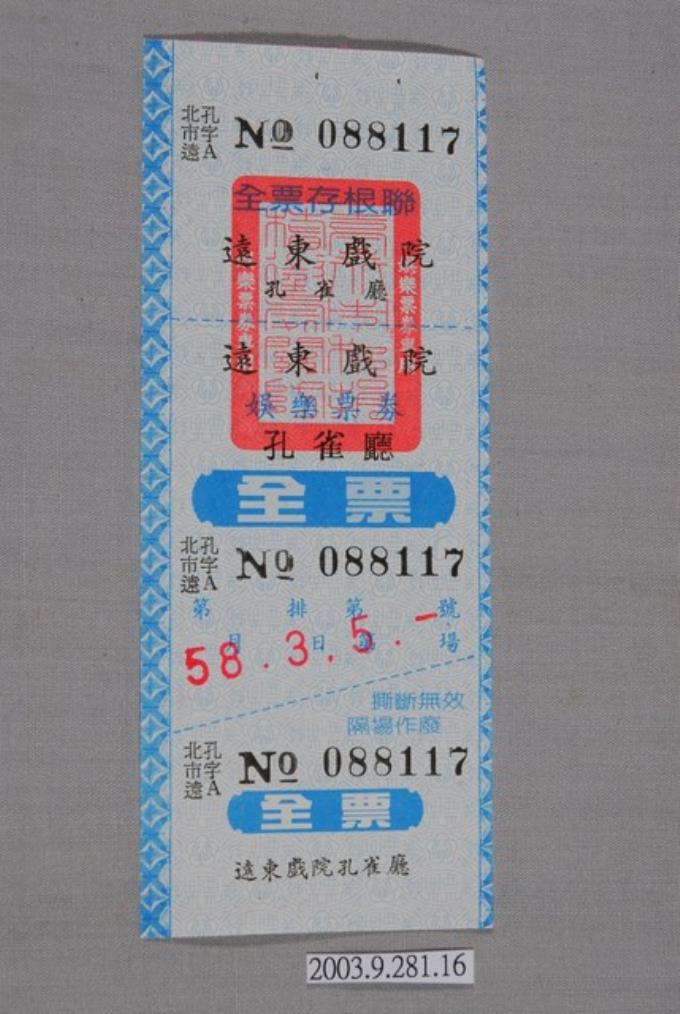 北市遠 孔字A No 088117
全票存根聯
遠東戲院
孔雀廳
遠東戲院
娛樂票券
孔雀廳
全票
北市遠 孔字A No 088117
第 排 第 號
月 日 第 場
58.3.5.一
撕斷無效
隔場作廢
北市遠 孔字A No 088117
全票
遠東戲院孔雀廳
2003.9.281.16